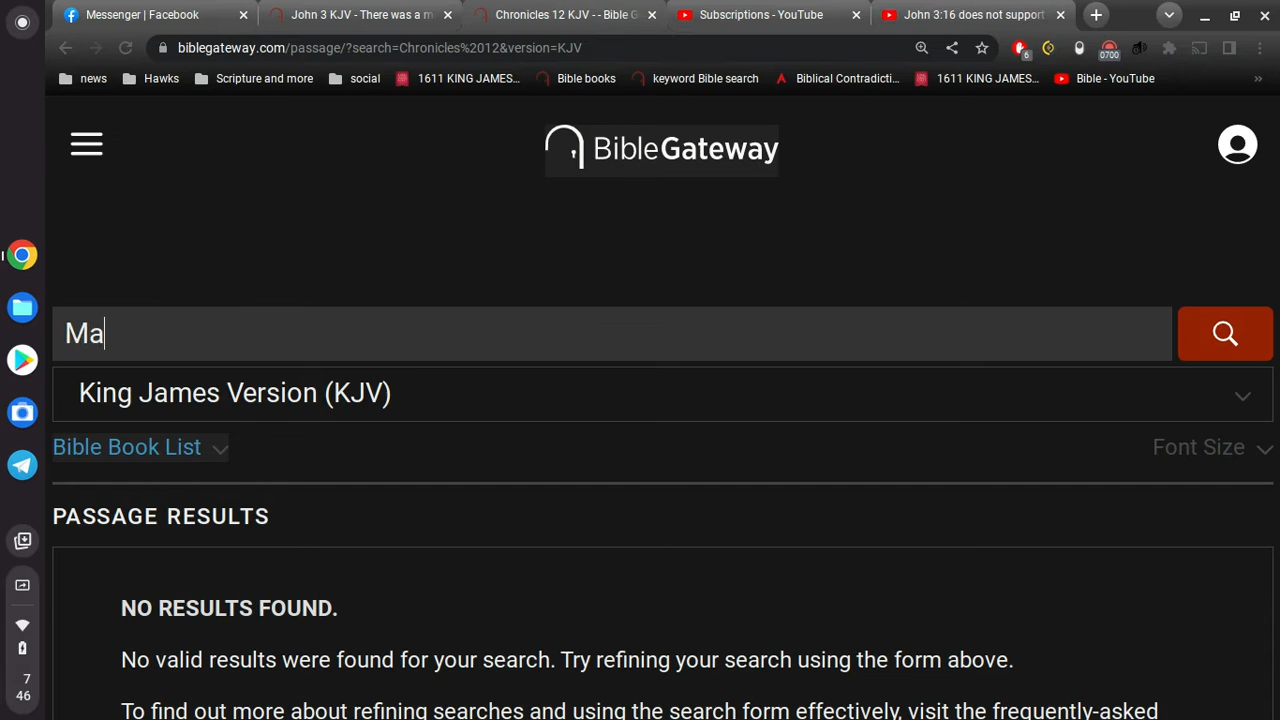 Messenger | Facebook
John 3 KJV - There was a m
Chronicles 12 KJV - - Bible G
Subscriptions - YouTube
John 3:16 does not support
biblegateway.com/passage/?search=Chronicles%2012&version=KJV
6
0700
news
Hawks
Scripture and more
social
1611 KING JAMES...
Bible books
keyword Bible search
Biblical Contradicti...
1611 KING JAMES...
Bible - YouTube
»
BibleGateway
Ma
King James Version (KJV)
Bible Book List
Font Size
PASSAGE RESULTS
NO RESULTS FOUND.
No valid results were found for your search. Try refining your search using the form above.
To find out more about refining searches and using the search form effectively, visit the frequently-asked
7
46